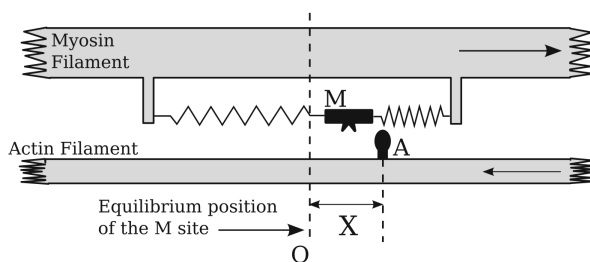 Myosin
Filament
M
Actin Filament
A
Equilibrium position
of the M site
X
O